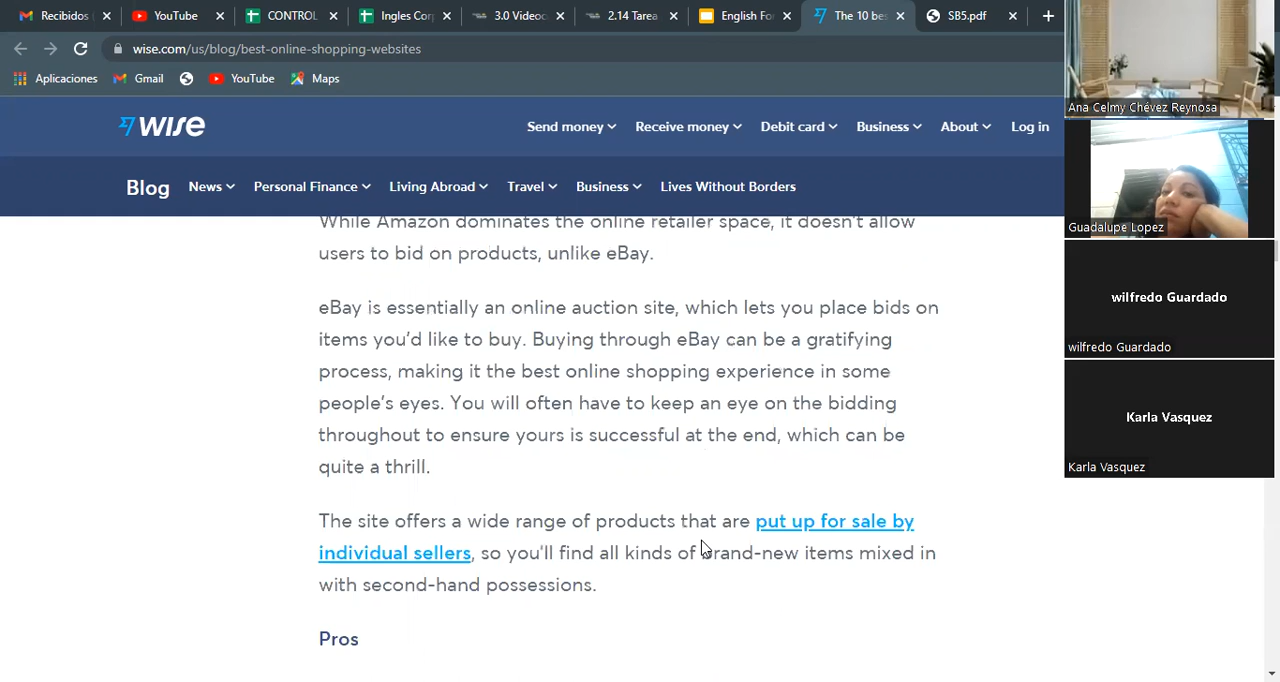 Recibidos (
YouTube
CONTROL
Ingles Cor
3.0 Videoc
2.14 Tarea
English Fo
The 10 bes
SB5.pdf
wise.com/us/blog/best-online-shopping-websites
Aplicaciones
Gmail
YouTube
Maps
WISE
Send money
Receive money
Debit card
Business
About
Log in
Blog
News
Personal Finance
Living Abroad
Travel
Business
Lives Without Borders
While Amazon dominates the online retailer space, it doesn't allow
users to bid on products, unlike eBay.
eBay is essentially an online auction site, which lets you place bids on
items you'd like to buy. Buying through eBay can be a gratifying
process, making it the best online shopping experience in some
people's eyes. You will often have to keep an eye on the bidding
throughout to ensure yours is successful at the end, which can be
quite a thrill.
The site offers a wide range of products that are put up for sale by
individual sellers, so you'll find all kinds of brand-new items mixed in
with second-hand possessions.
Pros
Ana Celmy Chévez Reynosa
Guadalupe Lopez
wilfredo Guardado
wilfredo Guardado
Karla Vasquez
Karla Vasquez